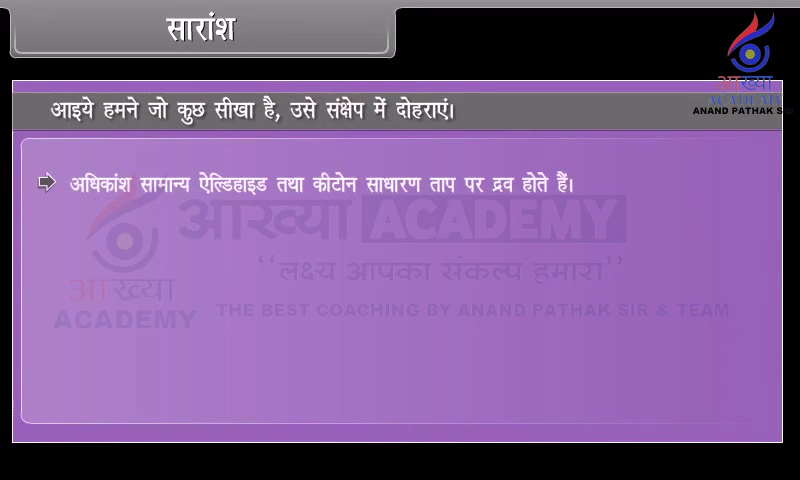 सारांश
आख्या
ACADEMY
ANAND PATHAK SIR
आइये हमने जो कुछ सीखा है, उसे संक्षेप में दोहराएं।
अधिकांश सामान्य ऐल्डिहाइड तथा कीटोन साधारण ताप पर द्रव होते हैं।
आख्या ACADEMY
‘‘लक्ष्य आपका संकल्प हमारा’’
आख्या
ACADEMY
THE BEST COACHING BY ANAND PATHAK SIR & TEAM